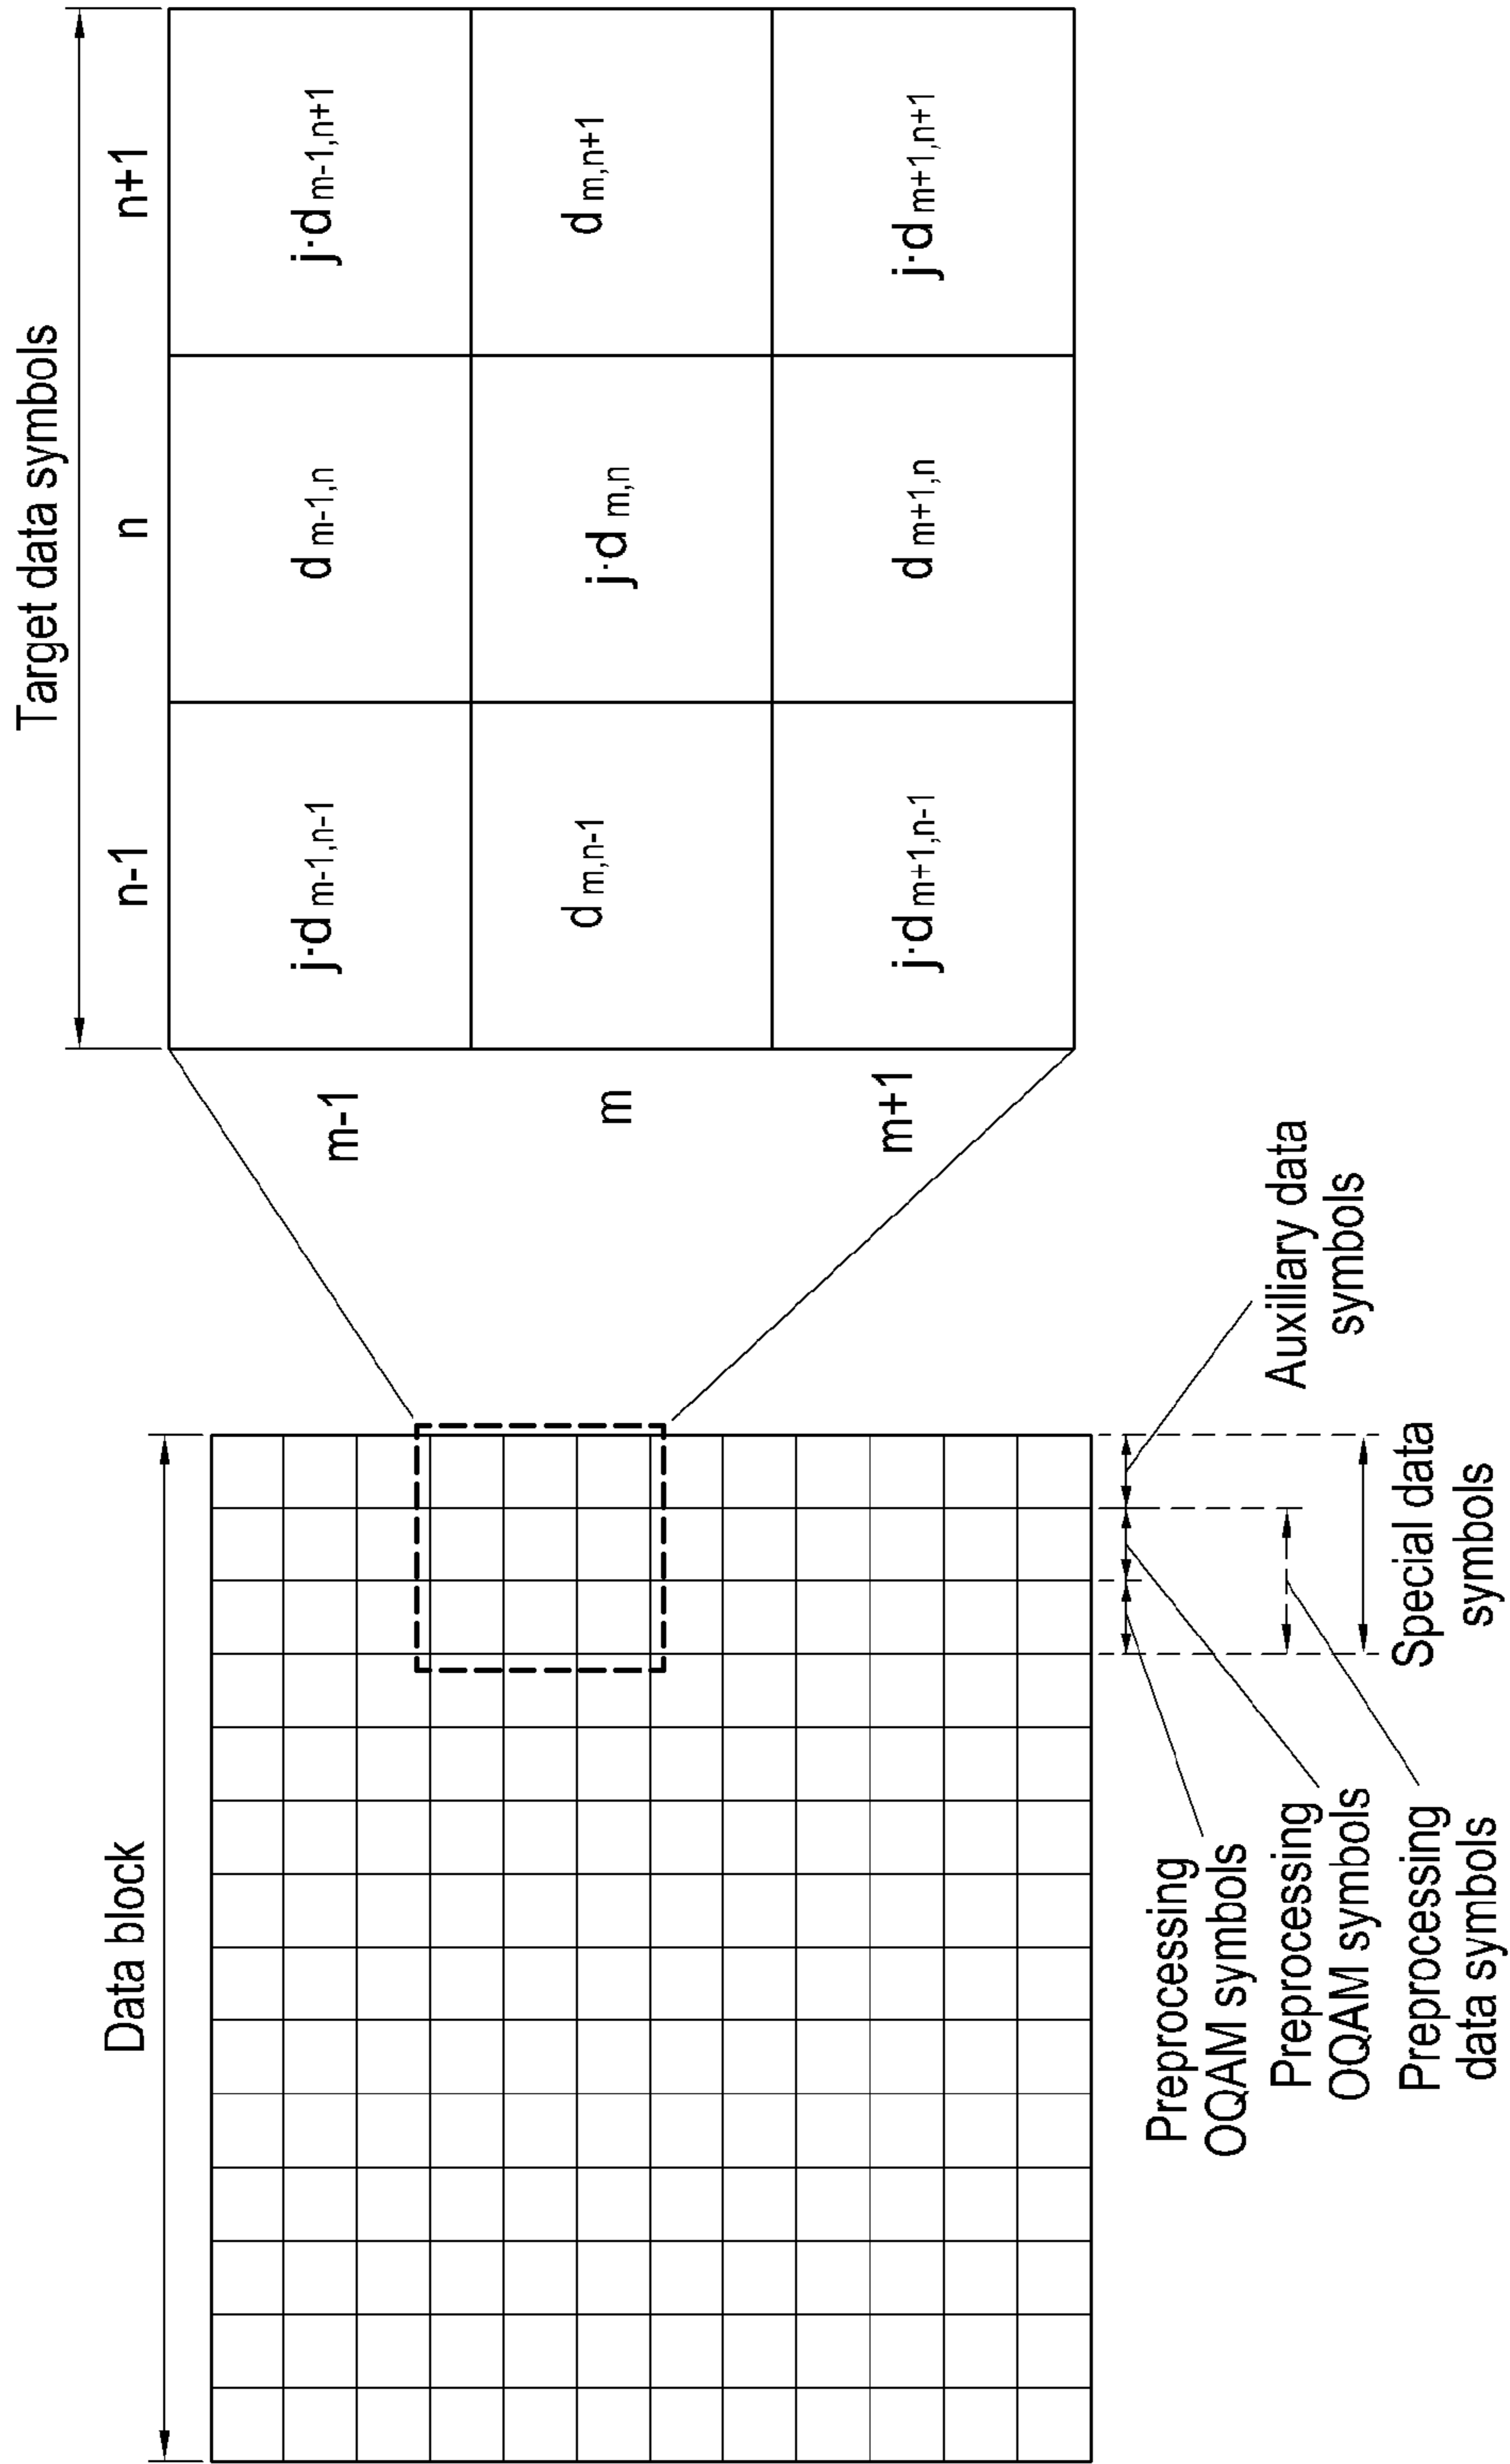 Data block
Target data symbols
n-1
n
n+1
m-1
j·d m-1,n-1
d m-1,n
j·d m-1,n+1
m
d m,n-1
j·d m,n
d m,n+1
m+1
j·d m+1,n-1
d m+1,n
j·d m+1,n+1
Preprocessing
OQAM symbols
Preprocessing
OQAM symbols
Preprocessing
data symbols
Special data
symbols
Auxiliary data
symbols